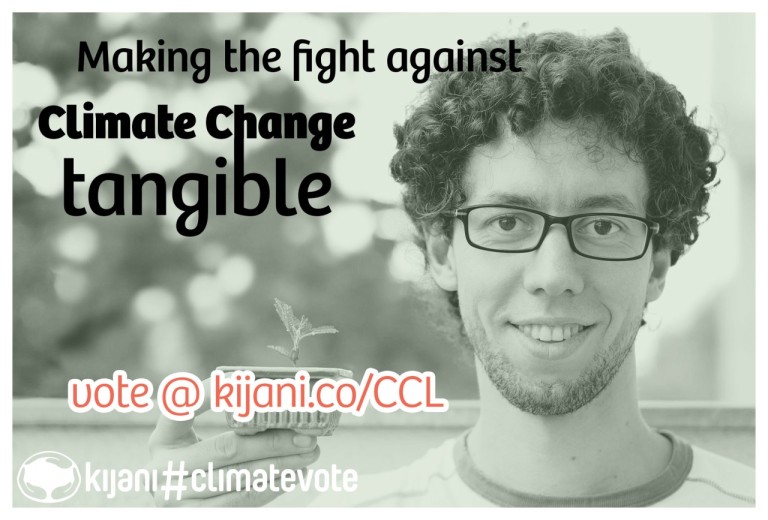 Making the fight against
Climate Change
tangible
vote @ kijani.co/CCL
kijani#climatevote